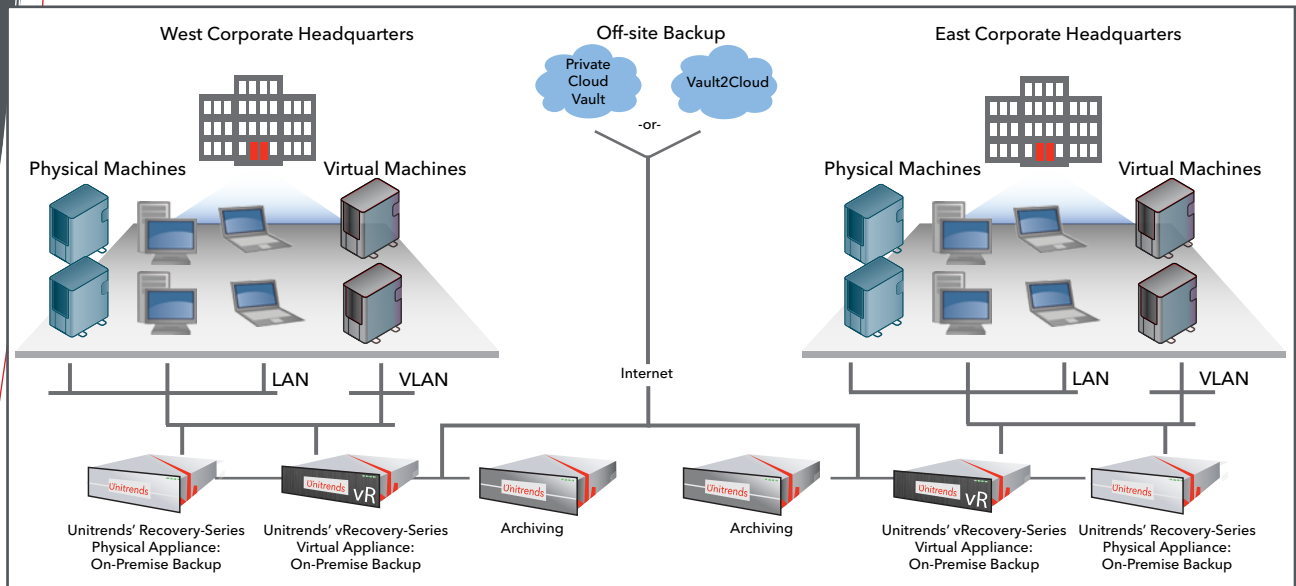 West Corporate Headquarters
Off-site Backup
East Corporate Headquarters
Private
Cloud
Vault
Vault2Cloud
-or-
Physical Machines
Virtual Machines
Physical Machines
Virtual Machines
LAN
VLAN
Internet
LAN
VLAN
Unitrends
Unitrends
vR
Unitrends
Unitrends
Unitrends
vR
Unitrends
Unitrends' Recovery-Series
Physical Appliance:
On-Premise Backup
Unitrends' vRecovery-Series
Virtual Appliance:
On-Premise Backup
Archiving
Archiving
Unitrends' vRecovery-Series
Virtual Appliance:
On-Premise Backup
Unitrends' Recovery-Series
Physical Appliance:
On-Premise Backup